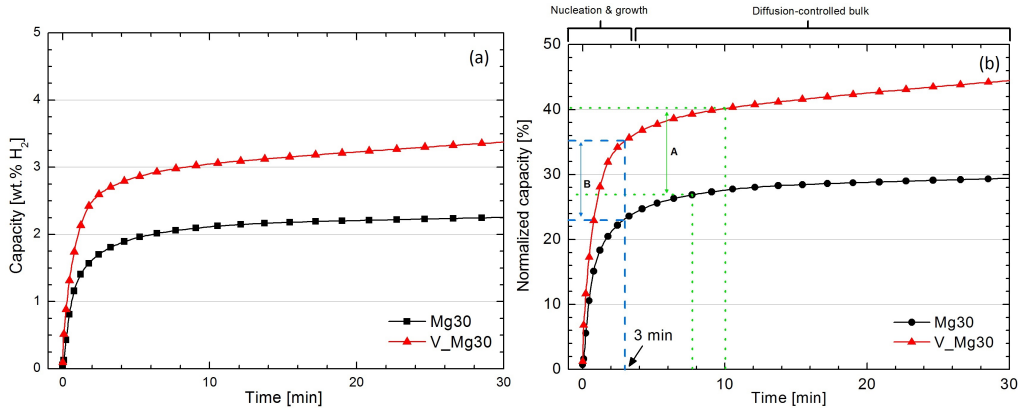 (a)
Capacity [wt.% H2]
5
4
3
2
1
0
0
10
20
30
Time [min]
Mg30
V_Mg30
Nucleation & growth
Diffusion-controlled bulk
(b)
Normalized capacity [%]
50
40
30
20
10
0
A
B
3 min
0
10
20
30
Time [min]
Mg30
V_Mg30